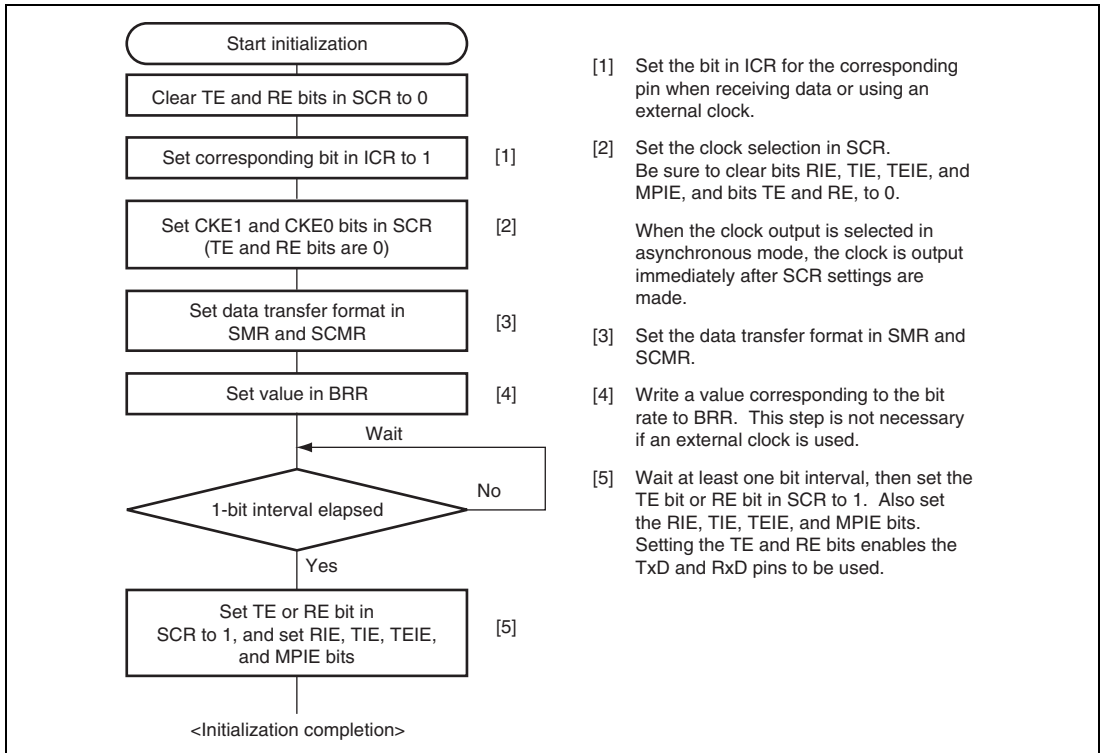 Start initialization
Clear TE and RE bits in SCR to 0
Set corresponding bit in ICR to 1
[1]
Set CKE1 and CKE0 bits in SCR
(TE and RE bits are 0)
[2]
Set data transfer format in
SMR and SCMR
[3]
Set value in BRR
[4]
Wait
1-bit interval elapsed
No
Yes
Set TE or RE bit in
SCR to 1, and set RIE, TIE, TEIE,
and MPIE bits
[5]
<Initialization completion>
[1] Set the bit in ICR for the corresponding
pin when receiving data or using an
external clock.
[2] Set the clock selection in SCR.
Be sure to clear bits RIE, TIE, TEIE, and
MPIE, and bits TE and RE, to 0.
When the clock output is selected in
asynchronous mode, the clock is output
immediately after SCR settings are
made.
[3] Set the data transfer format in SMR and
SCMR.
[4] Write a value corresponding to the bit
rate to BRR. This step is not necessary
if an external clock is used.
[5] Wait at least one bit interval, then set the
TE bit or RE bit in SCR to 1. Also set
the RIE, TIE, TEIE, and MPIE bits.
Setting the TE and RE bits enables the
TxD and RxD pins to be used.